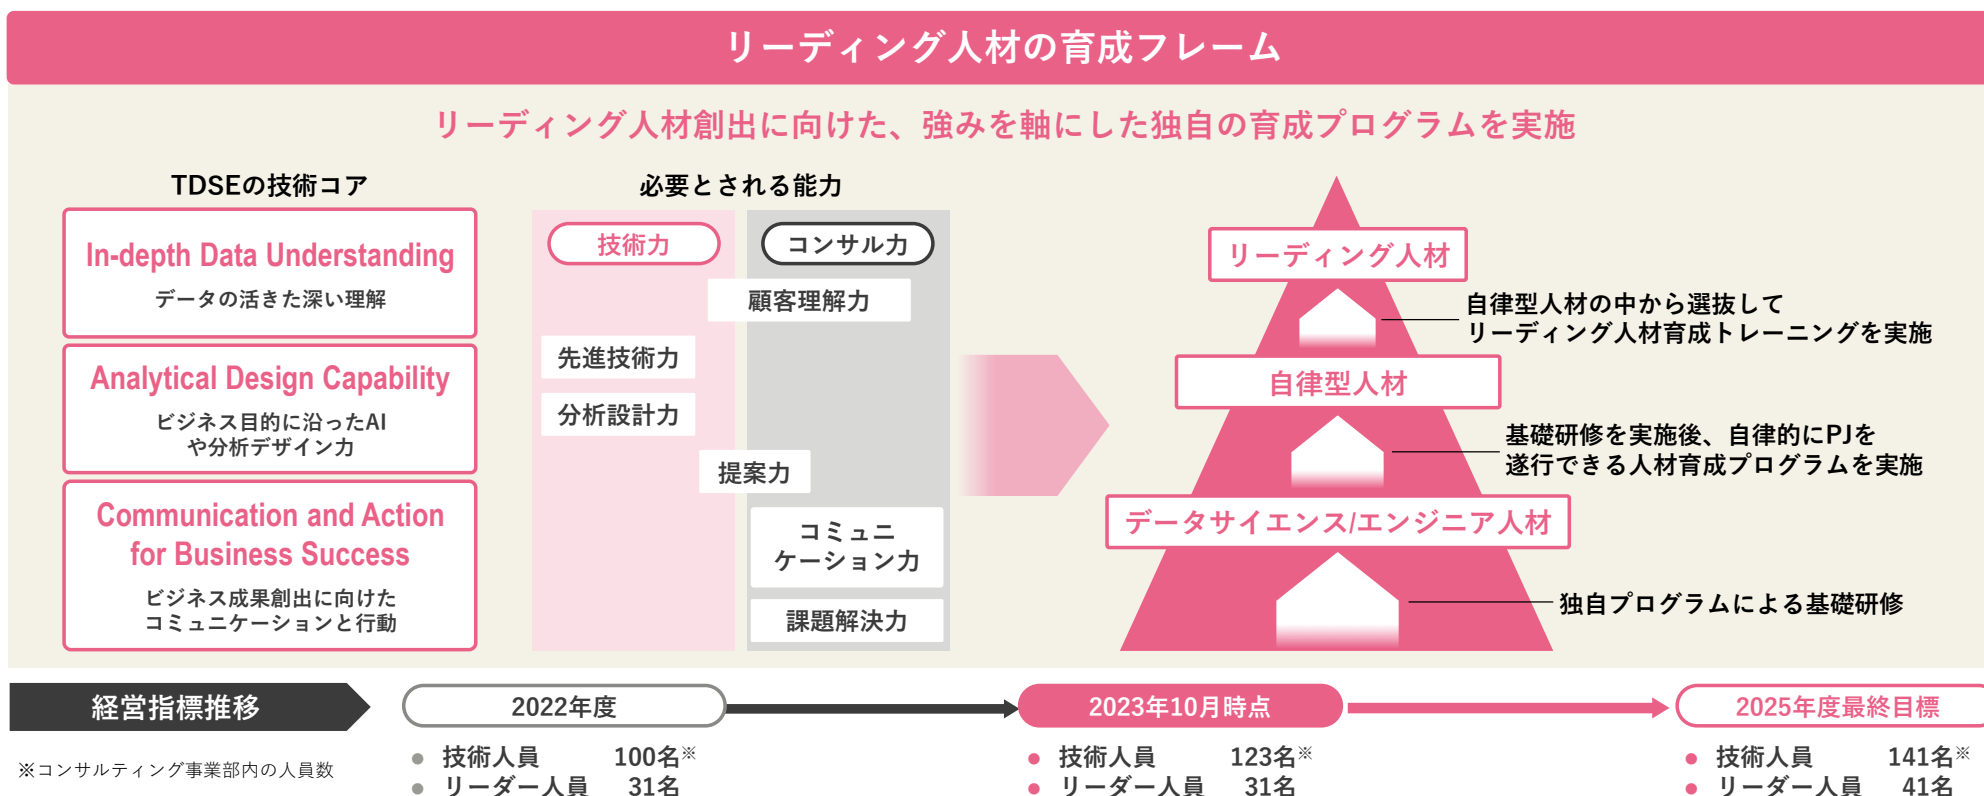 リーディング人材の育成フレーム
リーディング人材創出に向けた、強みを軸にした独自の育成プログラムを実施
TDSEの技術コア
In-depth Data Understanding
データの活きた深い理解
Analytical Design Capability
ビジネス目的に沿ったAI
や分析デザイン力
Communication and Action
for Business Success
ビジネス成果創出に向けた
コミュニケーションと行動
必要とされる能力
技術力
コンサル力
顧客理解力
先進技術力
分析設計力
提案力
コミュニ
ケーション力
課題解決力
リーディング人材
自律型人材の中から選抜して
リーディング人材育成トレーニングを実施
自律型人材
基礎研修を実施後、自律的にPJを
遂行できる人材育成プログラムを実施
データサイエンス/エンジニア人材
独自プログラムによる基礎研修
経営指標推移
※コンサルティング事業部内の人員数
2022年度
● 技術人員 100名※
● リーダー人員 31名
2023年10月時点
● 技術人員 123名※
● リーダー人員 31名
2025年度最終目標
● 技術人員 141名※
● リーダー人員 41名